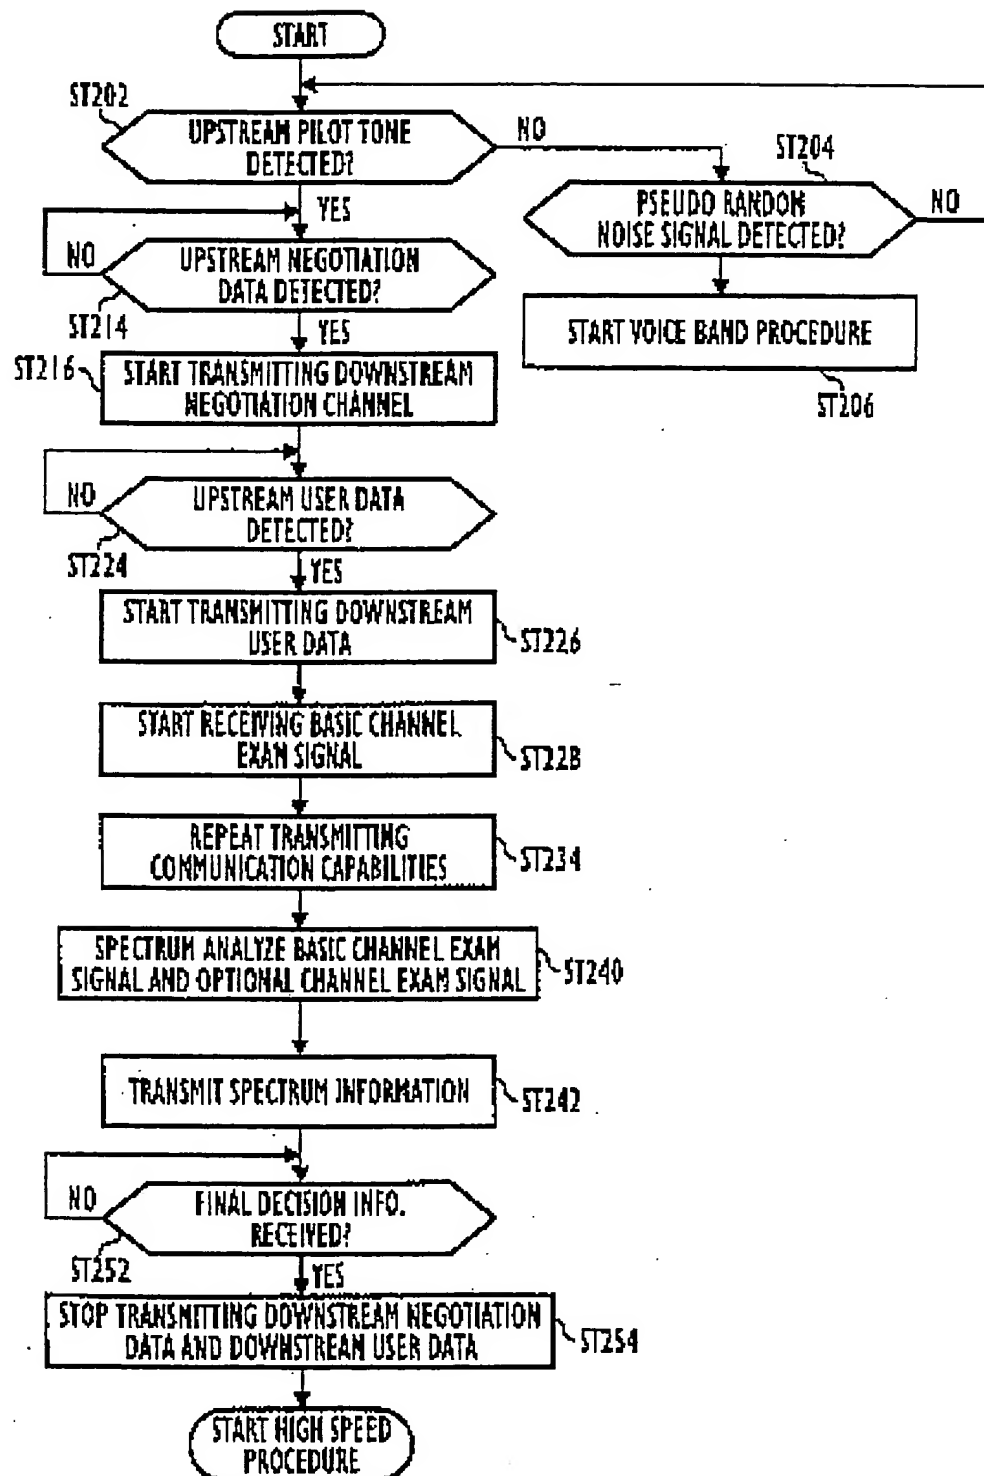 START
ST202
UPSTREAM PILOT TONE
DETECTED?
NO
ST204
PSEUDO RANDOM
NOISE SIGNAL DETECTED?
NO
YES
NO
UPSTREAM NEGOTIATION
DATA DETECTED?
ST214
START VOICE BAND PROCEDURE
ST206
YES
ST216
START TRANSMITTING DOWNSTREAM
NEGOTIATION CHANNEL
NO
UPSTREAM USER DATA
DETECTED?
ST224
YES
START TRANSMITTING DOWNSTREAM
USER DATA
ST226
START RECEIVING BASIC CHANNEL
EXAM SIGNAL
ST228
REPEAT TRANSMITTING
COMMUNICATION CAPABILITIES
ST234
SPECTRUM ANALYZE BASIC CHANNEL EXAM
SIGNAL AND OPTIONAL CHANNEL EXAM SIGNAL
ST240
TRANSMIT SPECTRUM INFORMATION
ST242
NO
FINAL DECISION INFO.
RECEIVED?
ST252
YES
STOP TRANSMITTING DOWNSTREAM NEGOTIATION
DATA AND DOWNSTREAM USER DATA
ST254
START HIGH SPEED
PROCEDURE